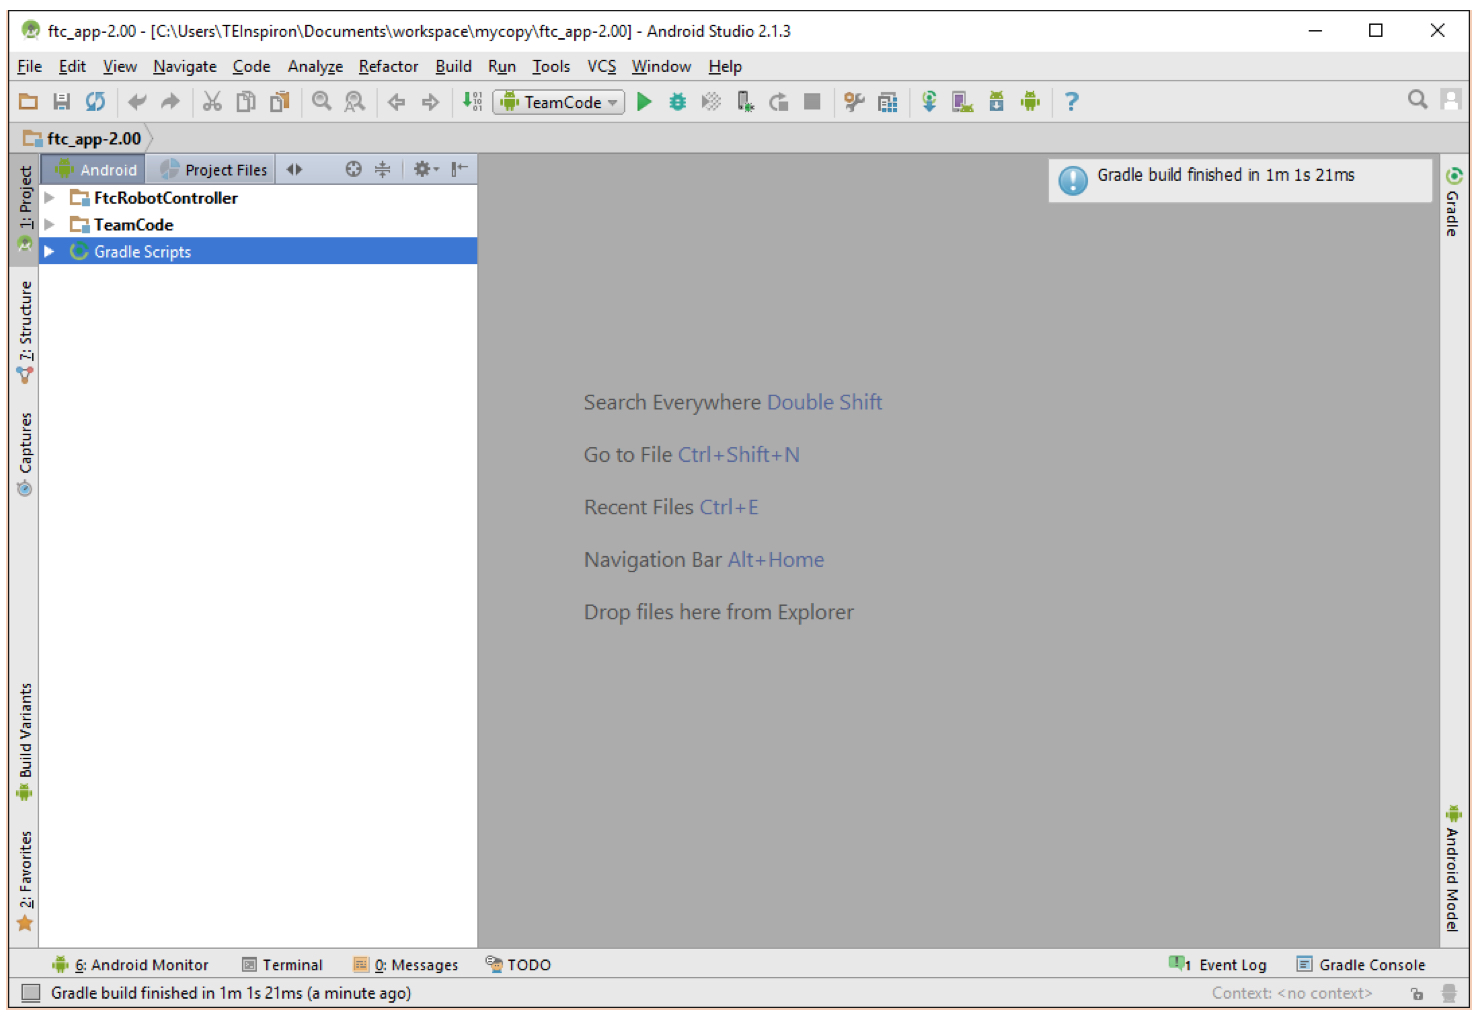 ftc_app-2.00 - [C:\Users\TEInspiron\Documents\workspace\mycopy\ftc_app-2.00] - Android Studio 2.1.3
File Edit View Navigate Code Analyze Refactor Build Run Tools VCS Window Help
TeamCode
ftc_app-2.00
Android Project Files
1: Project
7: Structure
Captures
Build Variants
2: Favorites
FtcRobotController
TeamCode
Gradle Scripts
Gradle build finished in 1m 1s 21ms
Search Everywhere Double Shift
Go to File Ctrl+Shift+N
Recent Files Ctrl+E
Navigation Bar Alt+Home
Drop files here from Explorer
Gradle
Android Model
6: Android Monitor Terminal 0: Messages TODO 1 Event Log Gradle Console
Gradle build finished in 1m 1s 21ms (a minute ago) Context: <no context>